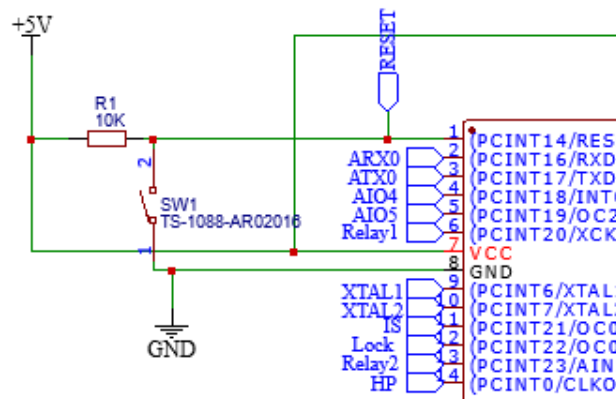 +5V
RESET
R1
10K
2
SW1
TS-1088-AR02016
1
GND
ARX0
ATX0
AIO4
AIO5
Relay1
XTAL1
XTAL2
IS
Lock
Relay2
HP
1 (PCINT14/RES
2 (PCINT16/RXD
3 (PCINT17/TXD
4 (PCINT18/INT0
5 (PCINT19/OC2
6 (PCINT20/XCK
7 VCC
8 GND
9 (PCINT6/XTAL1
0 (PCINT7/XTAL2
1 (PCINT21/OC0
2 (PCINT22/OC0
3 (PCINT23/AIN
4 (PCINT0/CLKO